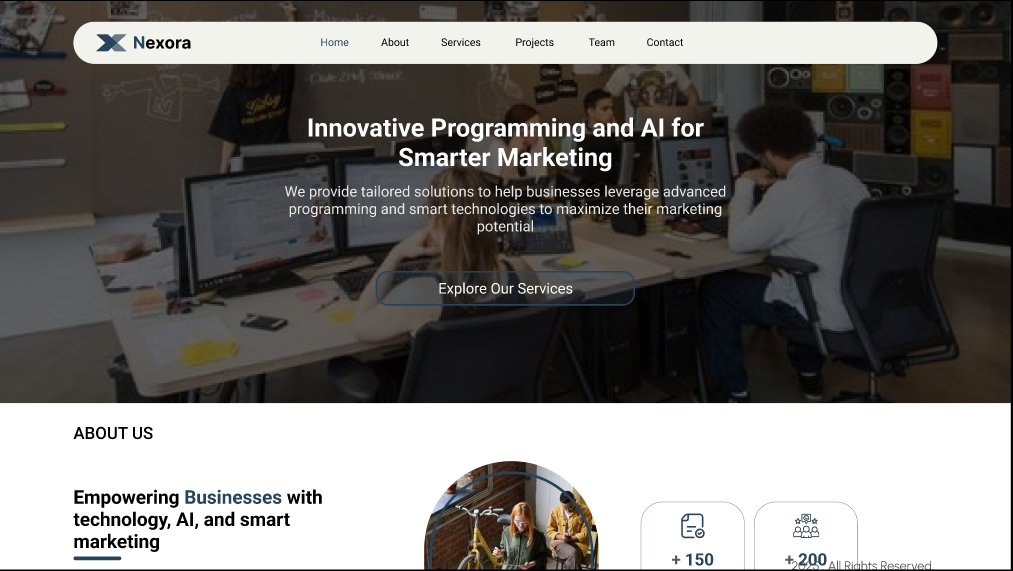 Nexora
Home
About
Services
Projects
Team
Contact
Innovative Programming and AI for
Smarter Marketing
We provide tailored solutions to help businesses leverage advanced
programming and smart technologies to maximize their marketing
potential
Explore Our Services
ABOUT US
Empowering Businesses with
technology, AI, and smart
marketing
+ 150
+ 200
2025. All Rights Reserved